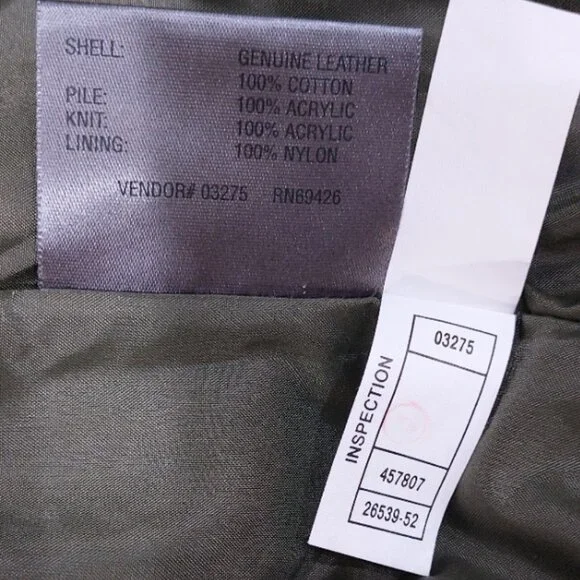 SHELL: GENUINE LEATHER
100% COTTON
PILE: 100% ACRYLIC
KNIT: 100% ACRYLIC
LINING: 100% NYLON
VENDOR# 03275 RN69426
INSPECTION
03275
457807
26539-52